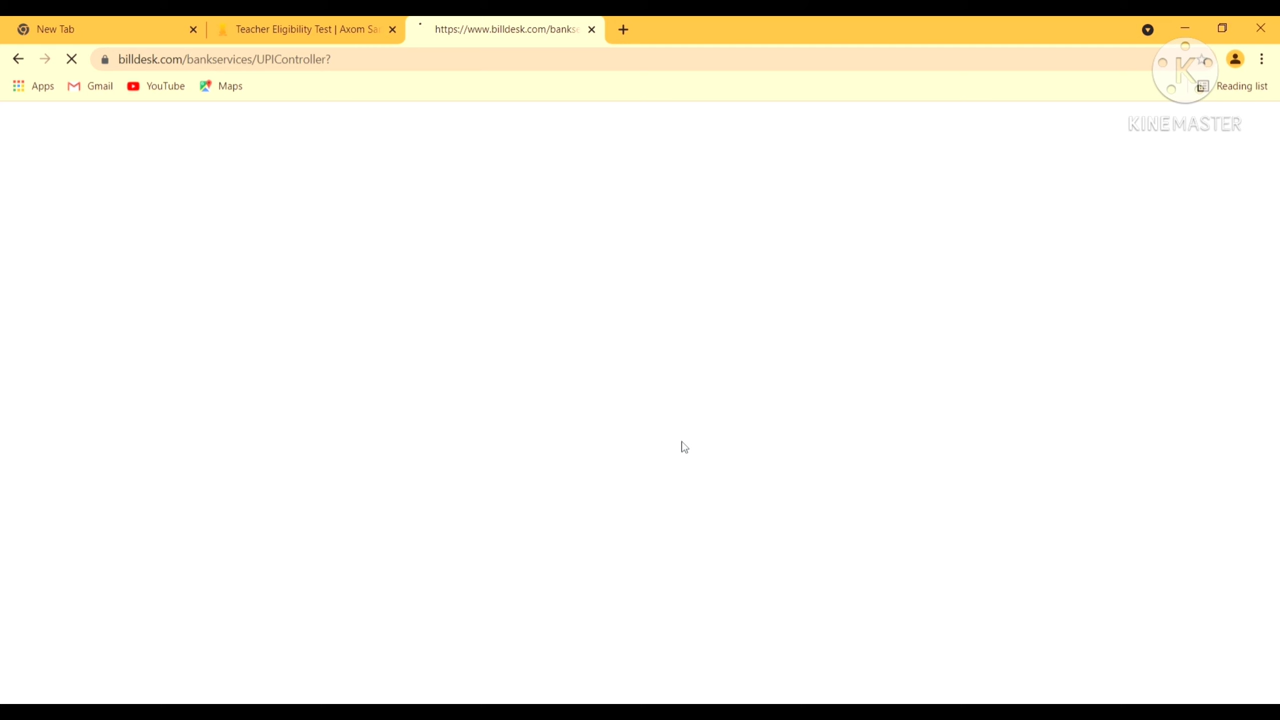 New Tab
Teacher Eligibility Test | Axom Sa
https://www.billdesk.com/bankse
billdesk.com/bankservices/UPIController?
Apps
Gmail
YouTube
Maps
Reading list
K
KINEMASTER